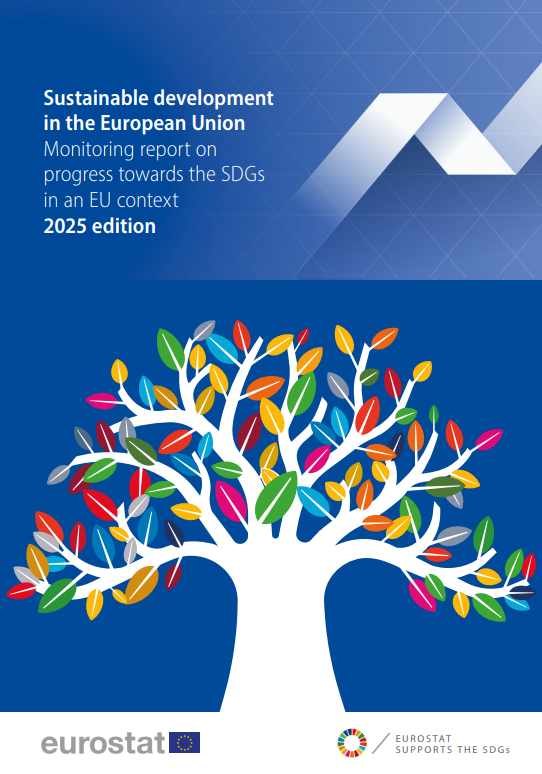 Sustainable development
in the European Union
Monitoring report on
progress towards the SDGs
in an EU context
2025 edition
eurostat
EUROSTAT
SUPPORTS THE SDGs